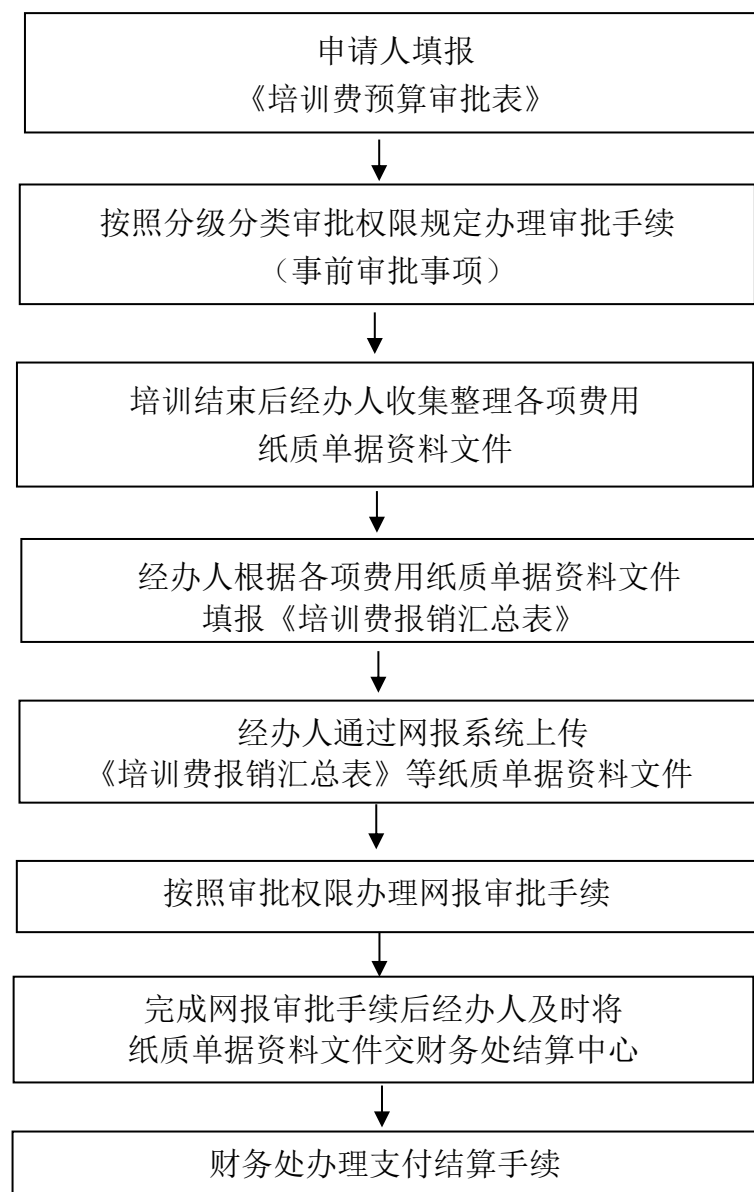 申请人填报
《培训费预算审批表》
按照分级分类审批权限规定办理审批手续
（事前审批事项）
培训结束后经办人收集整理各项费用
纸质单据资料文件
经办人根据各项费用纸质单据资料文件
填报《培训费报销汇总表》
经办人通过网报系统上传
《培训费报销汇总表》等纸质单据资料文件
按照审批权限办理网报审批手续
完成网报审批手续后经办人及时将
纸质单据资料文件交财务处结算中心
财务处办理支付结算手续